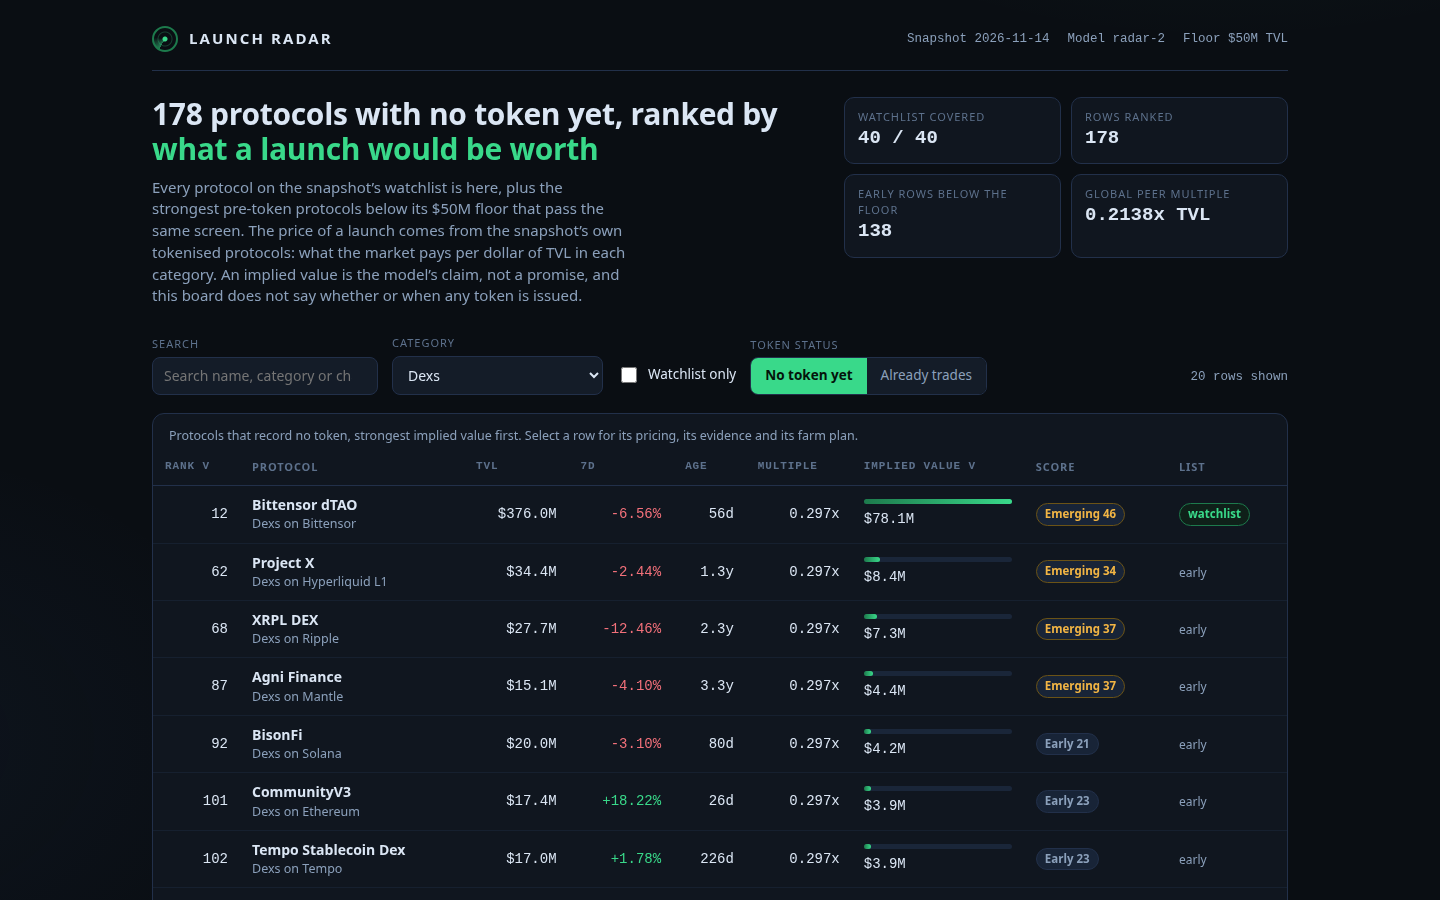 LAUNCH RADAR
Snapshot 2026-11-14 Model radar-2 Floor $50M TVL
178 protocols with no token yet, ranked by
what a launch would be worth
Every protocol on the snapshot's watchlist is here, plus the
strongest pre-token protocols below its $50M floor that pass the
same screen. The price of a launch comes from the snapshot's own
tokenised protocols: what the market pays per dollar of TVL in each
category. An implied value is the model's claim, not a promise, and
this board does not say whether or when any token is issued.
WATCHLIST COVERED
40 / 40
ROWS RANKED
178
EARLY ROWS BELOW THE
FLOOR
138
GLOBAL PEER MULTIPLE
0.2138x TVL
SEARCH
Search name, category or ch
CATEGORY
Dexs
Watchlist only
TOKEN STATUS
No token yet Already trades
20 rows shown
Protocols that record no token, strongest implied value first. Select a row for its pricing, its evidence and its farm plan.
RANK V PROTOCOL TVL 7D AGE MULTIPLE IMPLIED VALUE V SCORE LIST
12 Bittensor dTAO $376.0M -6.56% 56d 0.297x $78.1M Emerging 46 watchlist
Dexs on Bittensor
62 Project X $34.4M -2.44% 1.3y 0.297x $8.4M Emerging 34 early
Dexs on Hyperliquid L1
68 XRPL DEX $27.7M -12.46% 2.3y 0.297x $7.3M Emerging 37 early
Dexs on Ripple
87 Agni Finance $15.1M -4.10% 3.3y 0.297x $4.4M Emerging 37 early
Dexs on Mantle
92 BisonFi $20.0M -3.10% 80d 0.297x $4.2M Early 21 early
Dexs on Solana
101 CommunityV3 $17.4M +18.22% 26d 0.297x $3.9M Early 23 early
Dexs on Ethereum
102 Tempo Stablecoin Dex $17.0M +1.78% 226d 0.297x $3.9M Early 23 early
Dexs on Tempo